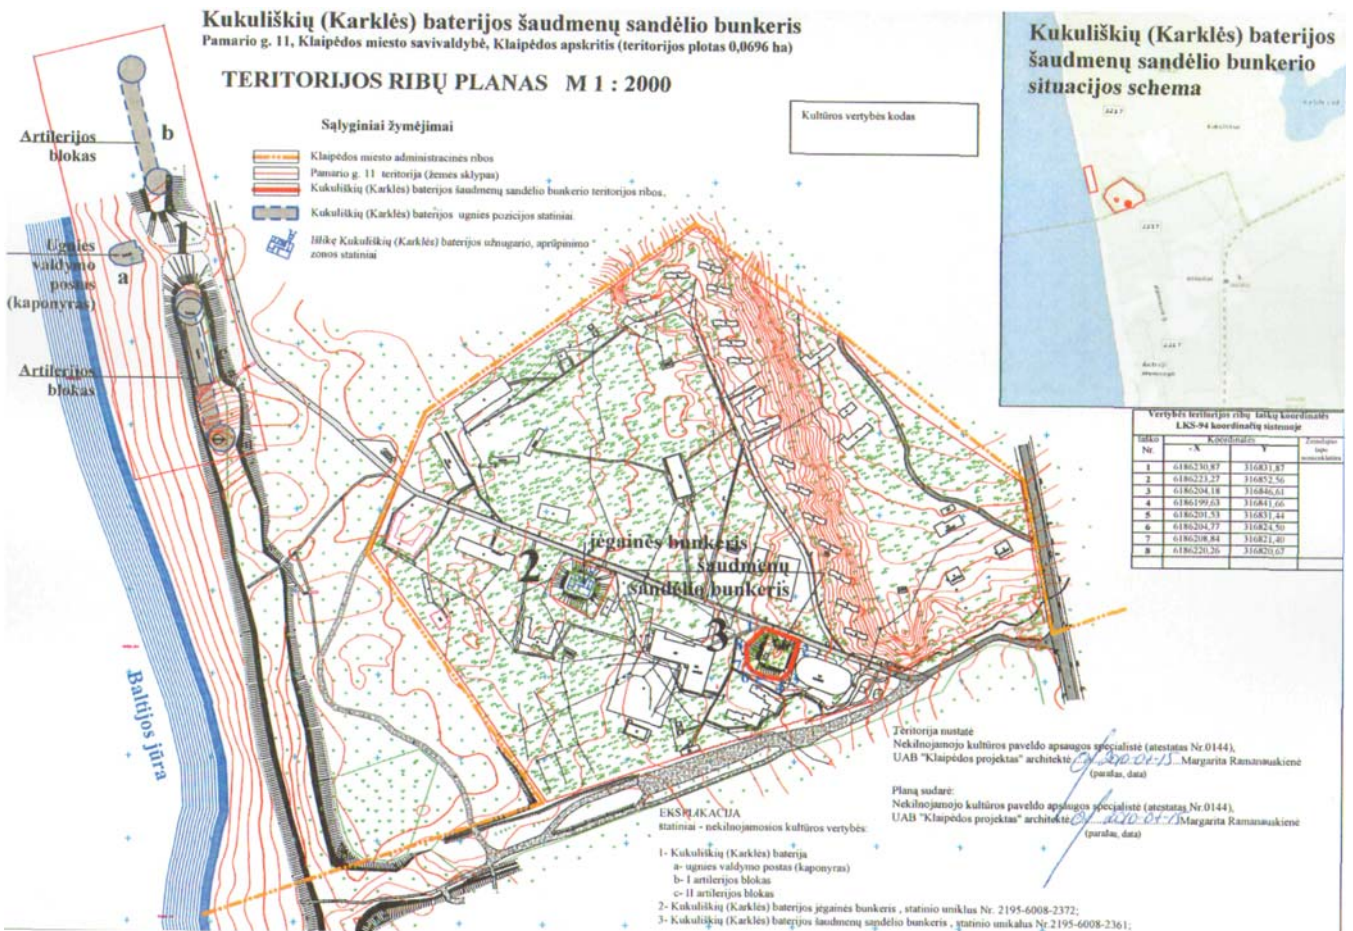 Kukuliškių (Karklės) baterijos šaudmenų sandėlio bunkeris
Pamario g. 11, Klaipėdos miesto savivaldybė, Klaipėdos apskritis (teritorijos plotas 0,0696 ha)
TERITORIJOS RIBŲ PLANAS M 1 : 2000
Sąlyginiai žymėjimai
Klaipėdos miesto administracinės ribos
Pamario g. 11 teritorija (žemės sklypas)
Kukuliškių (Karklės) baterijos šaudmenų sandėlio bunkerio teritorijos ribos.
Kukuliškių (Karklės) baterijos ugnies pozicijos statiniai
Išlikę Kukuliškių (Karklės) baterijos užnugario, aprūpinimo
zonos statiniai
Kultūros vertybės kodas
Kukuliškių (Karklės) baterijos
šaudmenų sandėlio bunkerio
situacijos schema
Artilerijos
blokas
b
1
Ugnies
valdymo
postas
(kaponyras)
a
c
Artilerijos
blokas
Baltijos jūra
2
jėgainės bunkeris
šaudmenų
sandėlio bunkeris
3
Vertybės teritorijos ribų taškų koordinatės
LKS-94 koordinačių sistemoje
taško Nr. Koordinatės
X Y
1 6186230,87 316831,87
2 6186223,27 316852,56
3 6186204,18 316846,61
4 6186199,63 316841,66
5 6186201,53 316831,44
6 6186204,77 316824,50
7 6186208,84 316821,40
8 6186220,26 316820,67
Teritoriją nustatė
Nekilnojamojo kultūros paveldo apsaugos specialistė (atestatas Nr.0144),
UAB "Klaipėdos projektas" architektė Margarita Ramanauskienė
(parašas, data)
Planą sudarė:
Nekilnojamojo kultūros paveldo apsaugos specialistė (atestatas Nr.0144),
UAB "Klaipėdos projektas" architektė Margarita Ramanauskienė
(parašas, data)
EKSPLIKACIJA
statiniai - nekilnojamosios kultūros vertybės:
1- Kukuliškių (Karklės) baterija
a- ugnies valdymo postas (kaponyras)
b- I artilerijos blokas
c- II artilerijos blokas
2- Kukuliškių (Karklės) baterijos jėgainės bunkeris , statinio uniklus Nr. 2195-6008-2372;
3- Kukuliškių (Karklės) baterijos šaudmenų sandėlio bunkeris , statinio unikalus Nr.2195-6008-2361;